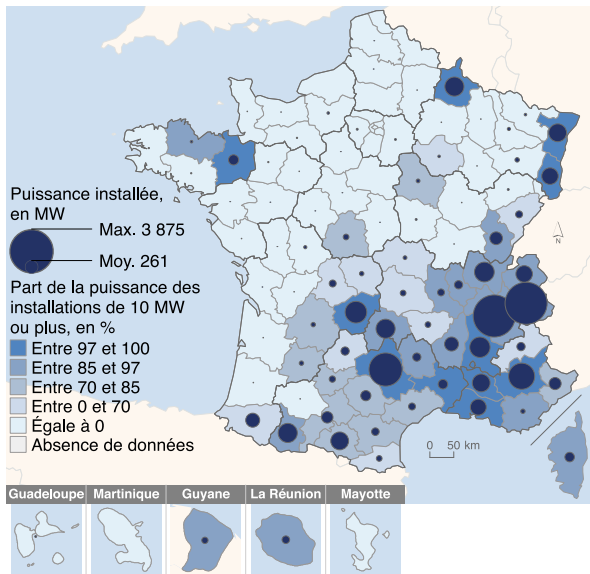 Puissance installée,
en MW
Max. 3 875
Moy. 261
Part de la puissance des
installations de 10 MW
ou plus, en %
Entre 97 et 100
Entre 85 et 97
Entre 70 et 85
Entre 0 et 70
Égale à 0
Absence de données
N
0 50 km
Guadeloupe Martinique Guyane La Réunion Mayotte